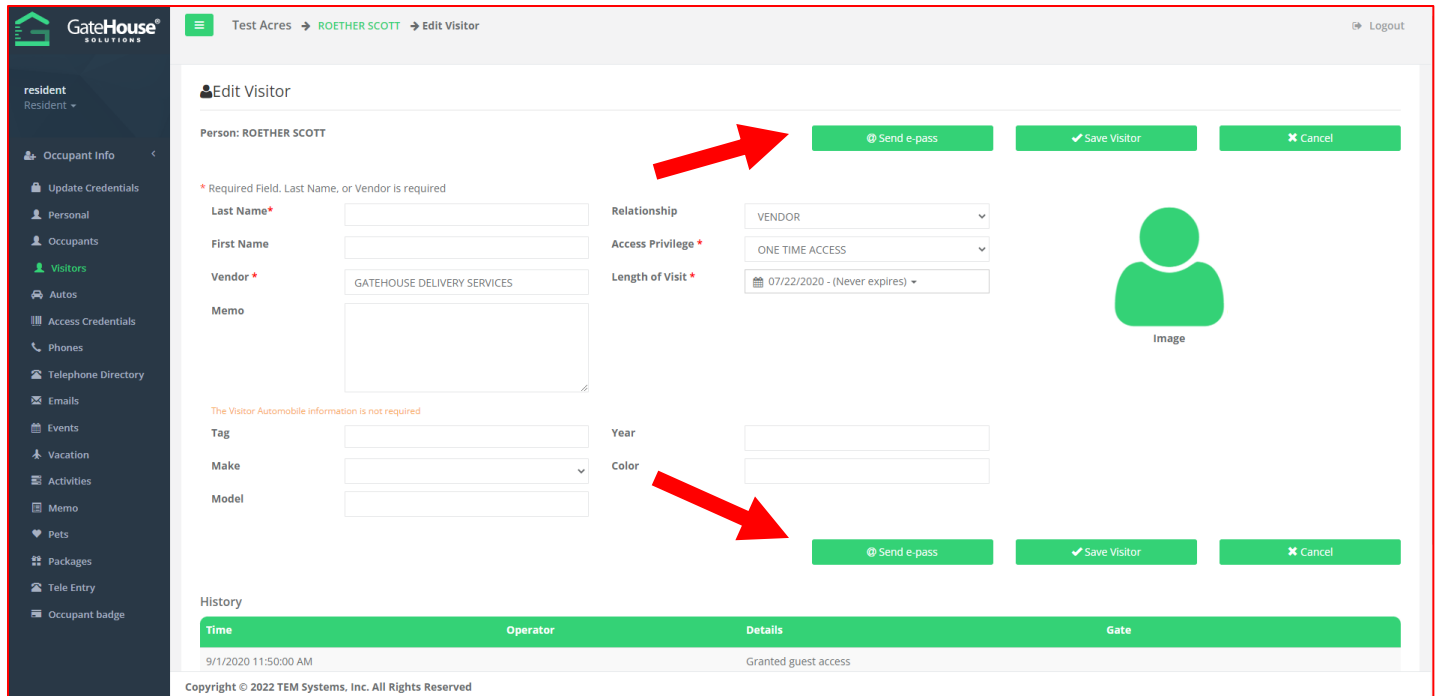 GateHouse®
SOLUTIONS
Test Acres ROETHER SCOTT Edit Visitor
Logout
resident
Resident
Occupant Info
Update Credentials
Personal
Occupants
Visitors
Autos
Access Credentials
Phones
Telephone Directory
Emails
Events
Vacation
Activities
Memo
Pets
Packages
Tele Entry
Occupant badge
Edit Visitor
Person: ROETHER SCOTT
@ Send e-pass
Save Visitor
Cancel
* Required Field. Last Name, or Vendor is required
Last Name*
Relationship
VENDOR
First Name
Access Privilege *
ONE TIME ACCESS
Vendor *
GATEHOUSE DELIVERY SERVICES
Length of Visit *
07/22/2020 - (Never expires)
Memo
Image
The Visitor Automobile information is not required
Tag
Year
Make
Color
Model
@ Send e-pass
Save Visitor
Cancel
History
Time Operator Details Gate
9/1/2020 11:50:00 AM Granted guest access
Copyright © 2022 TEM Systems, Inc. All Rights Reserved